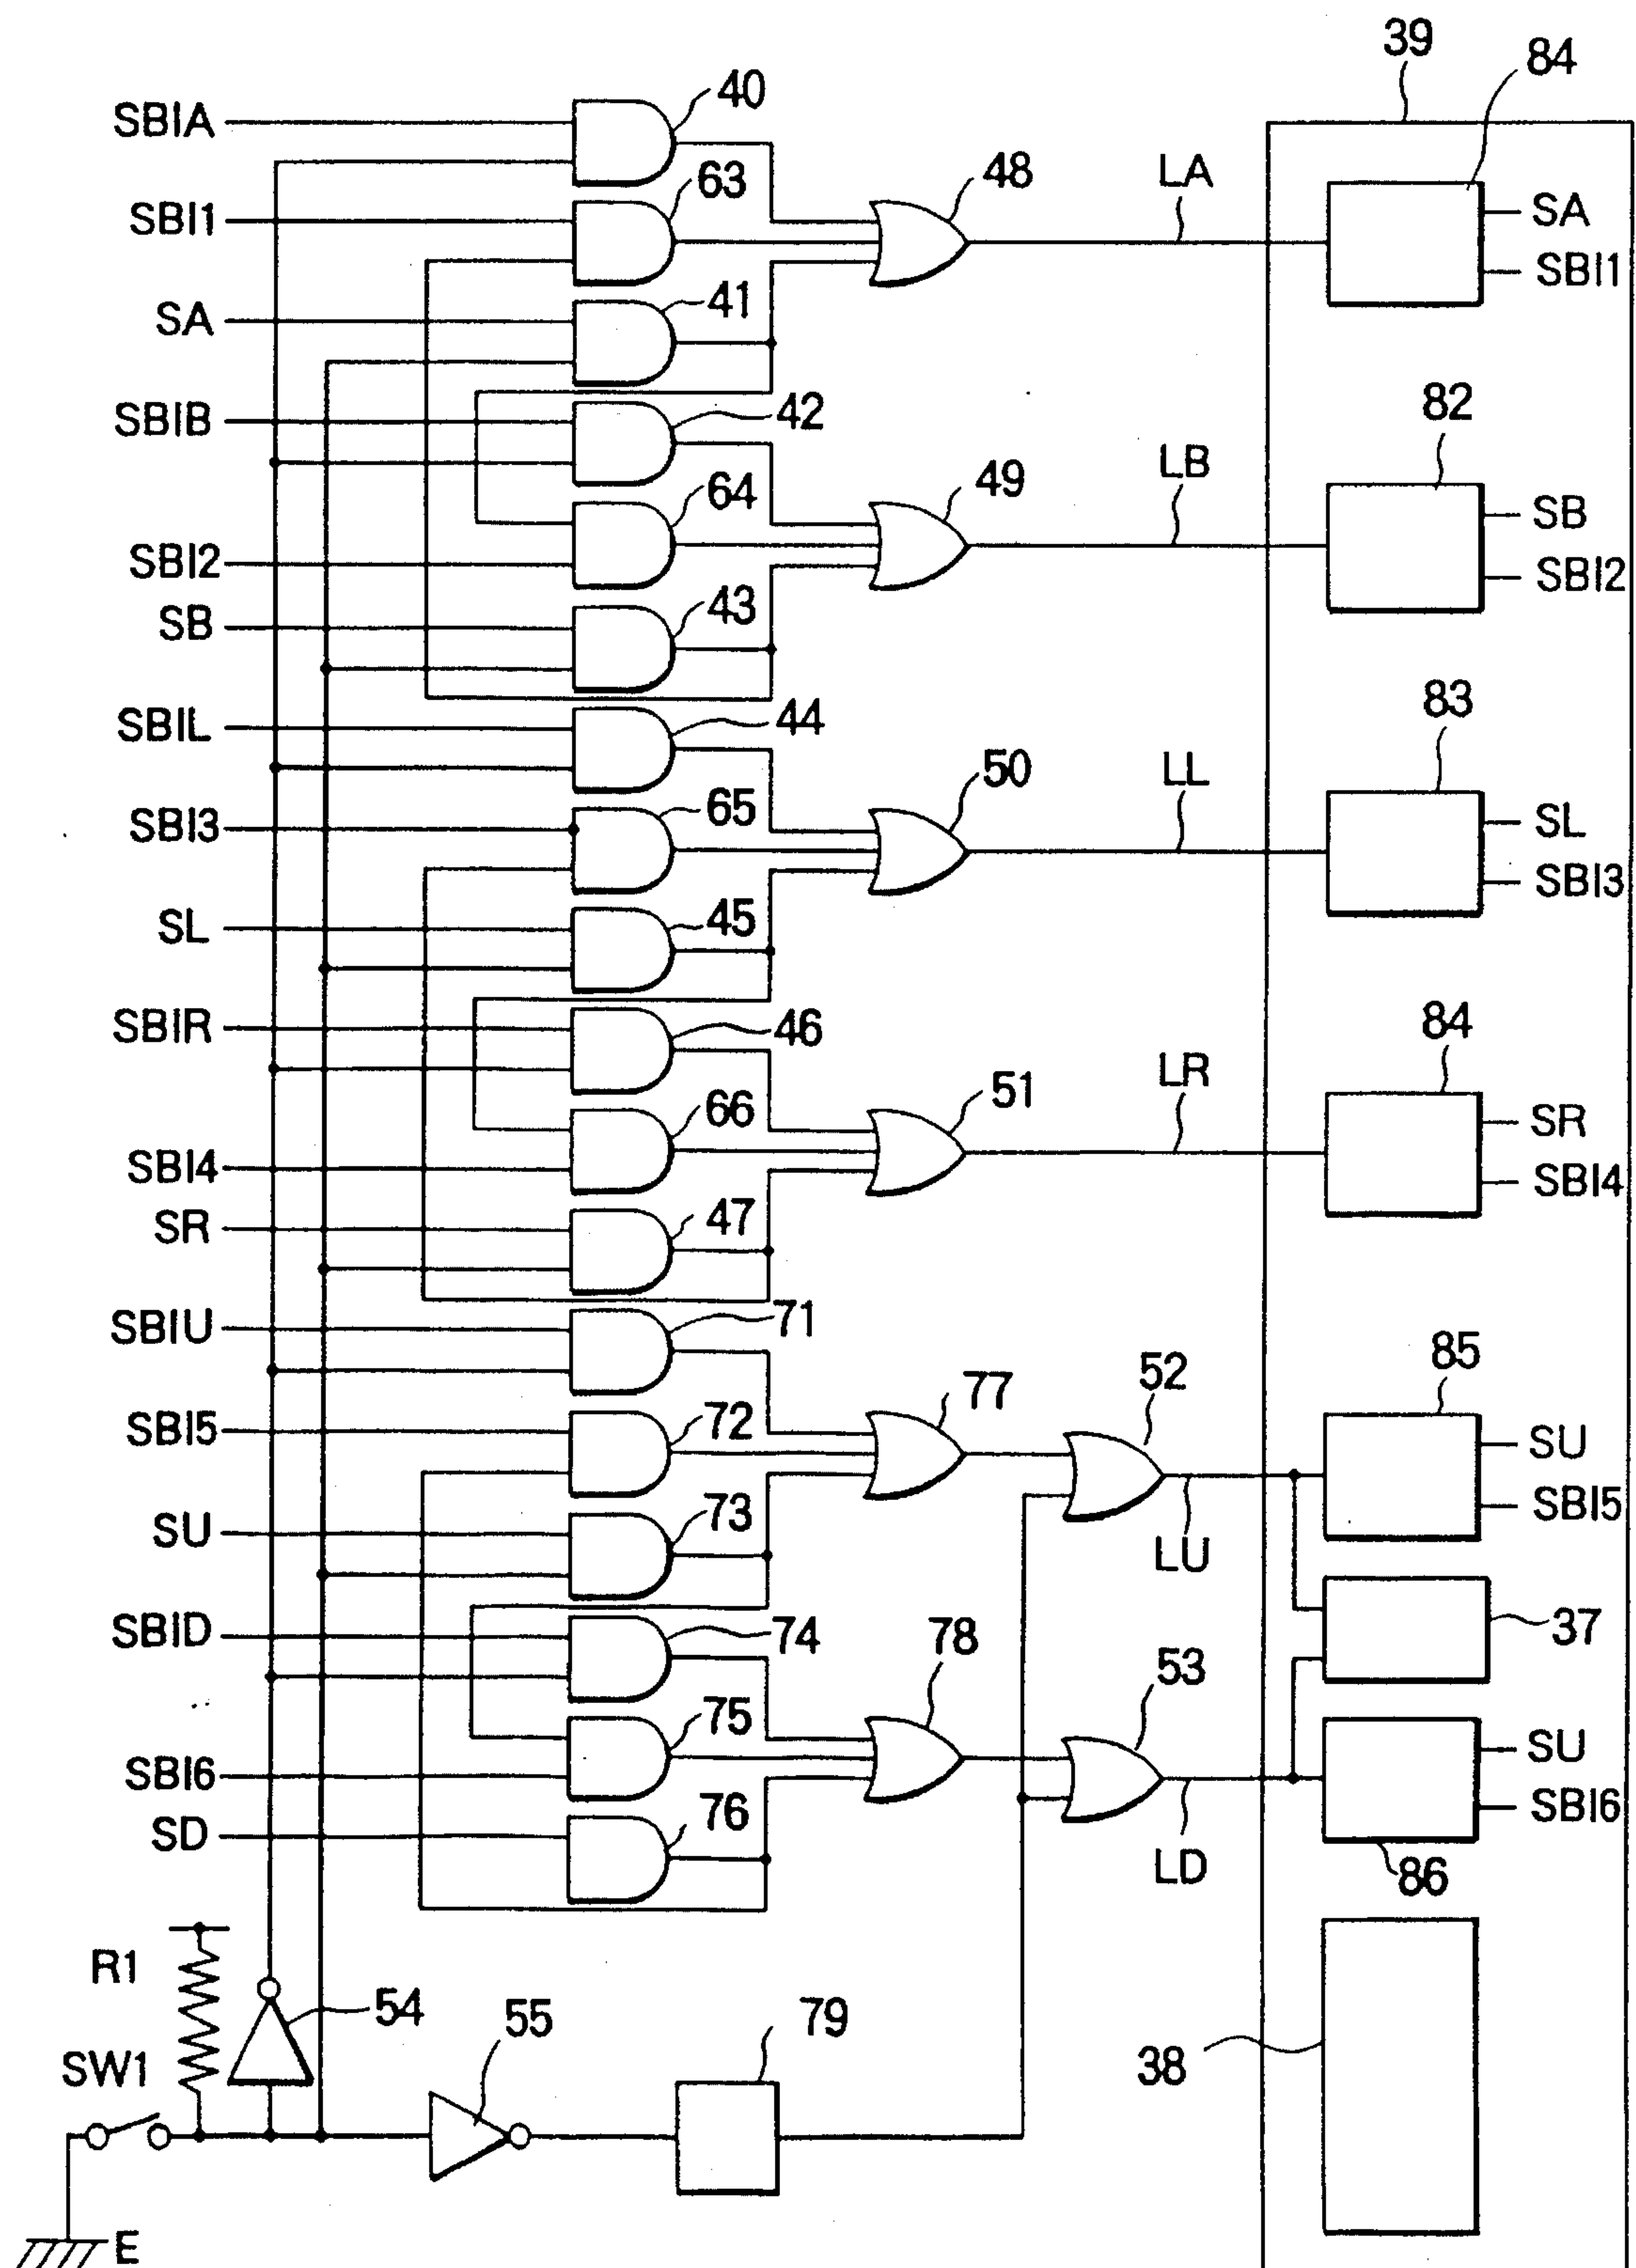 39
84
SBIA
40
SBI1
63
48
LA
SA
SBI1
SA
41
SBIB
42
82
64
49
LB
SB
SBI2
SBI2
SB
43
SBIL
44
83
50
LL
SBI3
65
SL
SBI3
SL
45
SBIR
46
84
51
LR
66
SR
SBI4
SBI4
SR
47
SBIU
71
85
77
52
SBI5
72
SU
SBI5
SU
73
LU
37
SBID
74
78
53
75
SU
SBI6
SBI6
SD
76
LD
86
R1
54
55
79
38
SW1
E